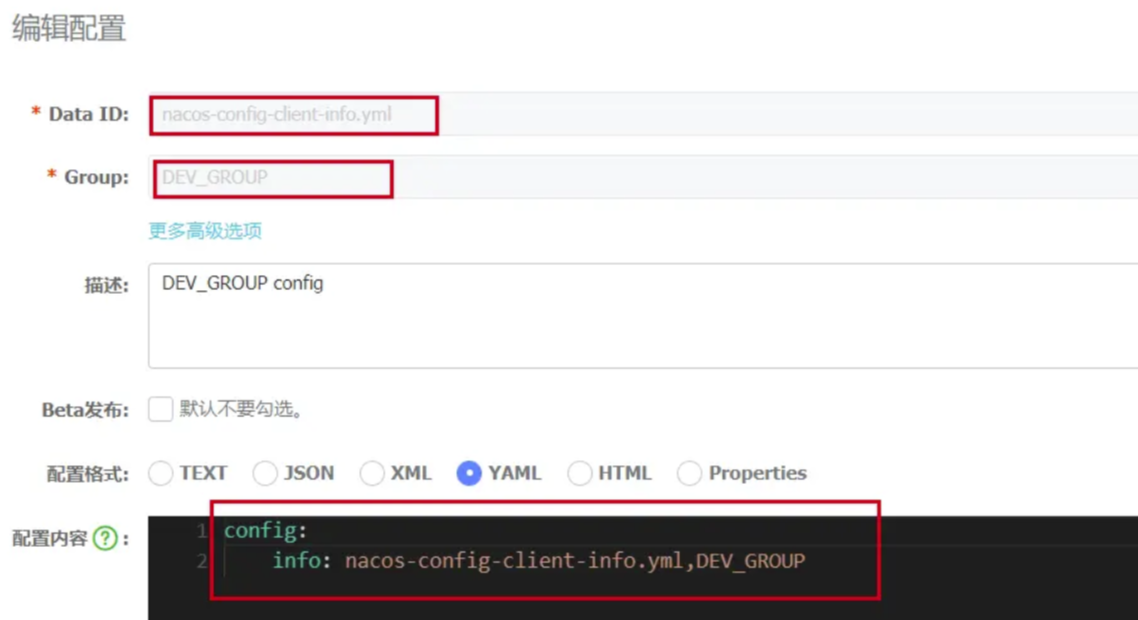 编辑配置
* Data ID: nacos-config-client-info.yml
* Group: DEV_GROUP
更多高级选项
描述: DEV_GROUP config
Beta发布: 默认不要勾选。
配置格式: TEXT JSON XML YAML HTML Properties
配置内容 ? : 1 config:
2 info: nacos-config-client-info.yml,DEV_GROUP